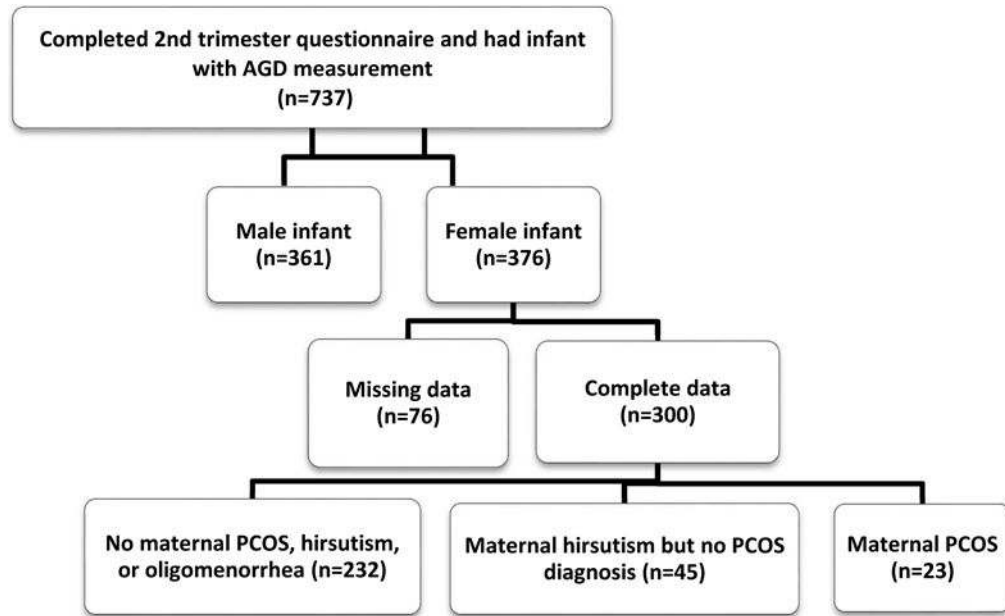 Completed 2nd trimester questionnaire and had infant
with AGD measurement
(n=737)
Male infant
(n=361)
Female infant
(n=376)
Missing data
(n=76)
Complete data
(n=300)
No maternal PCOS, hirsutism,
or oligomenorrhea (n=232)
Maternal hirsutism but no PCOS
diagnosis (n=45)
Maternal PCOS
(n=23)